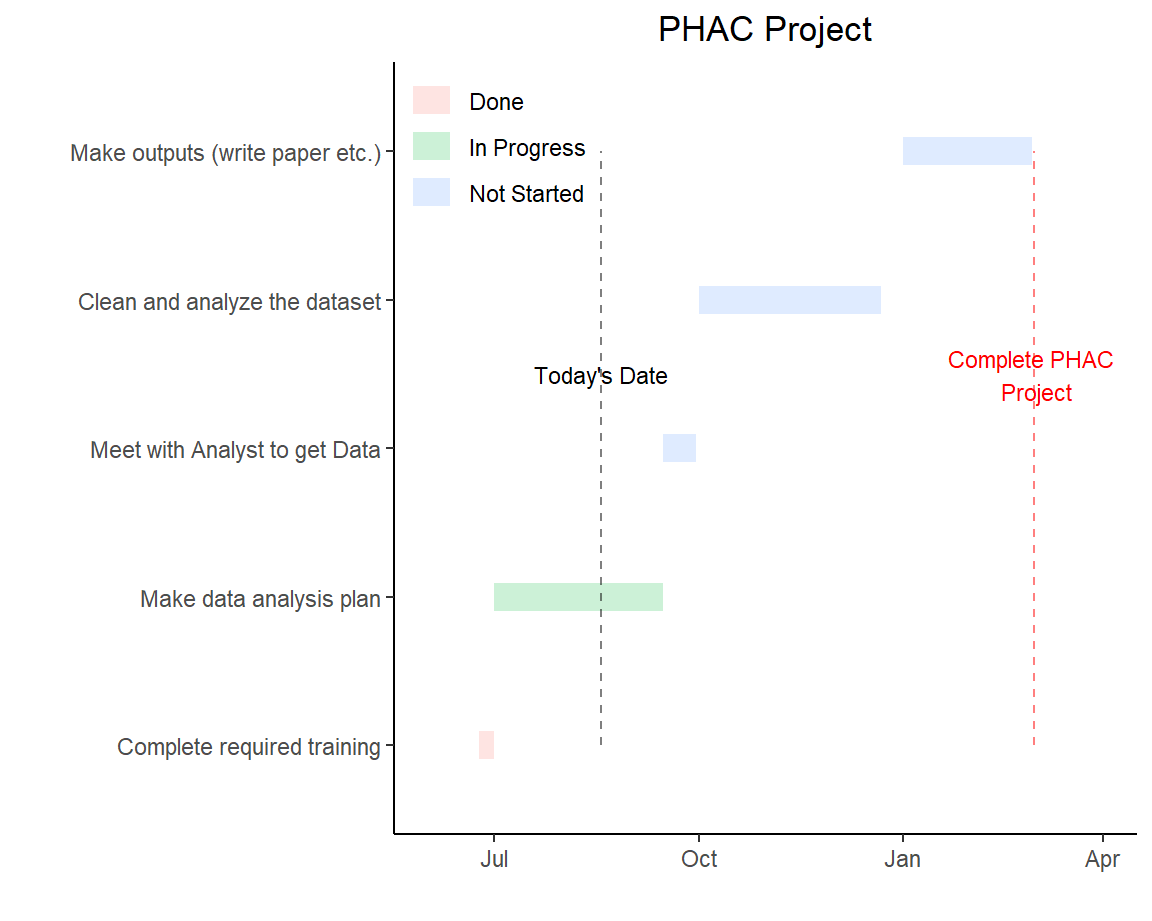 PHAC Project
Done
In Progress
Not Started
Make outputs (write paper etc.)
Clean and analyze the dataset
Meet with Analyst to get Data
Make data analysis plan
Complete required training
Today's Date
Complete PHAC
Project
Jul
Oct
Jan
Apr